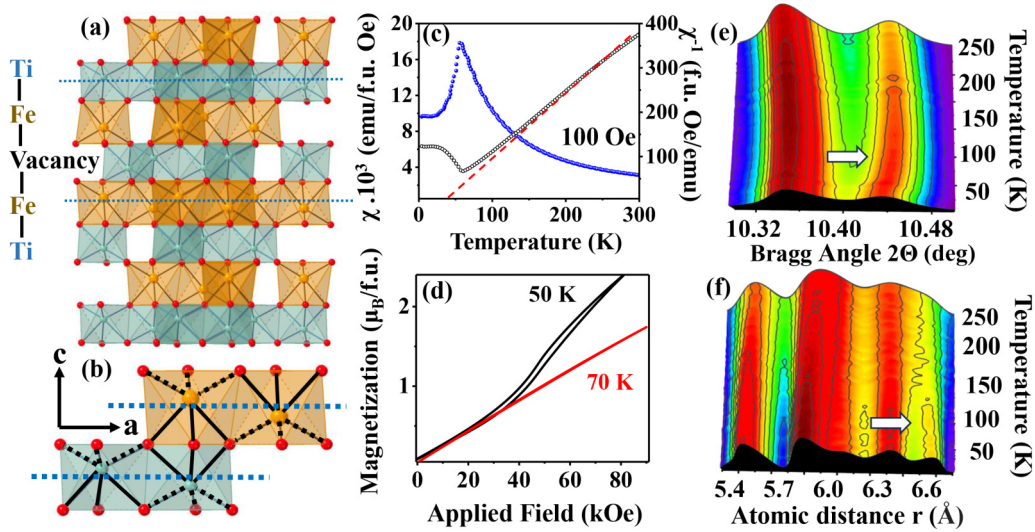 (a)
Ti
Fe
Vacancy
Fe
Ti
(b)
c
a
(c)
χ .10³ (emu/f.u. Oe)
20
16
12
8
4
χ⁻¹ (f.u. Oe/emu)
400
300
200
100
0
100 Oe
0 100 200 300
Temperature (K)
(d)
Magnetization (μB/f.u.)
2
1
50 K
70 K
0 20 40 60 80
Applied Field (kOe)
(e)
Temperature (K)
250
200
150
100
50
10.32 10.40 10.48
Bragg Angle 2Θ (deg)
(f)
Temperature (K)
250
200
150
100
50
5.4 5.7 6.0 6.3 6.6
Atomic distance r (Å)